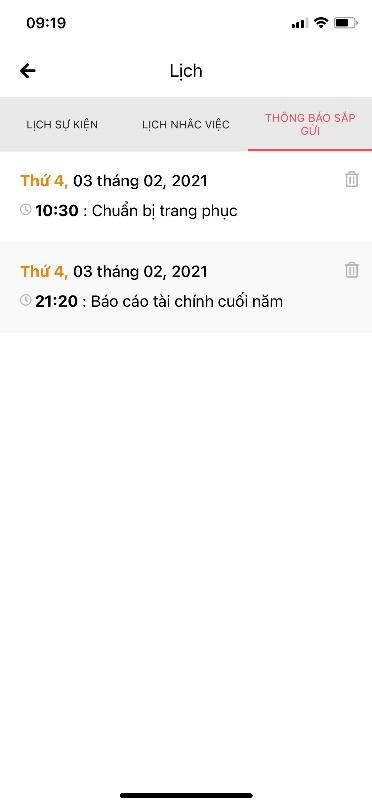 09:19
Lịch
LỊCH SỰ KIỆN
LỊCH NHẮC VIỆC
THÔNG BÁO SẮP
GỬI
Thứ 4, 03 tháng 02, 2021
10:30 : Chuẩn bị trang phục
Thứ 4, 03 tháng 02, 2021
21:20 : Báo cáo tài chính cuối năm